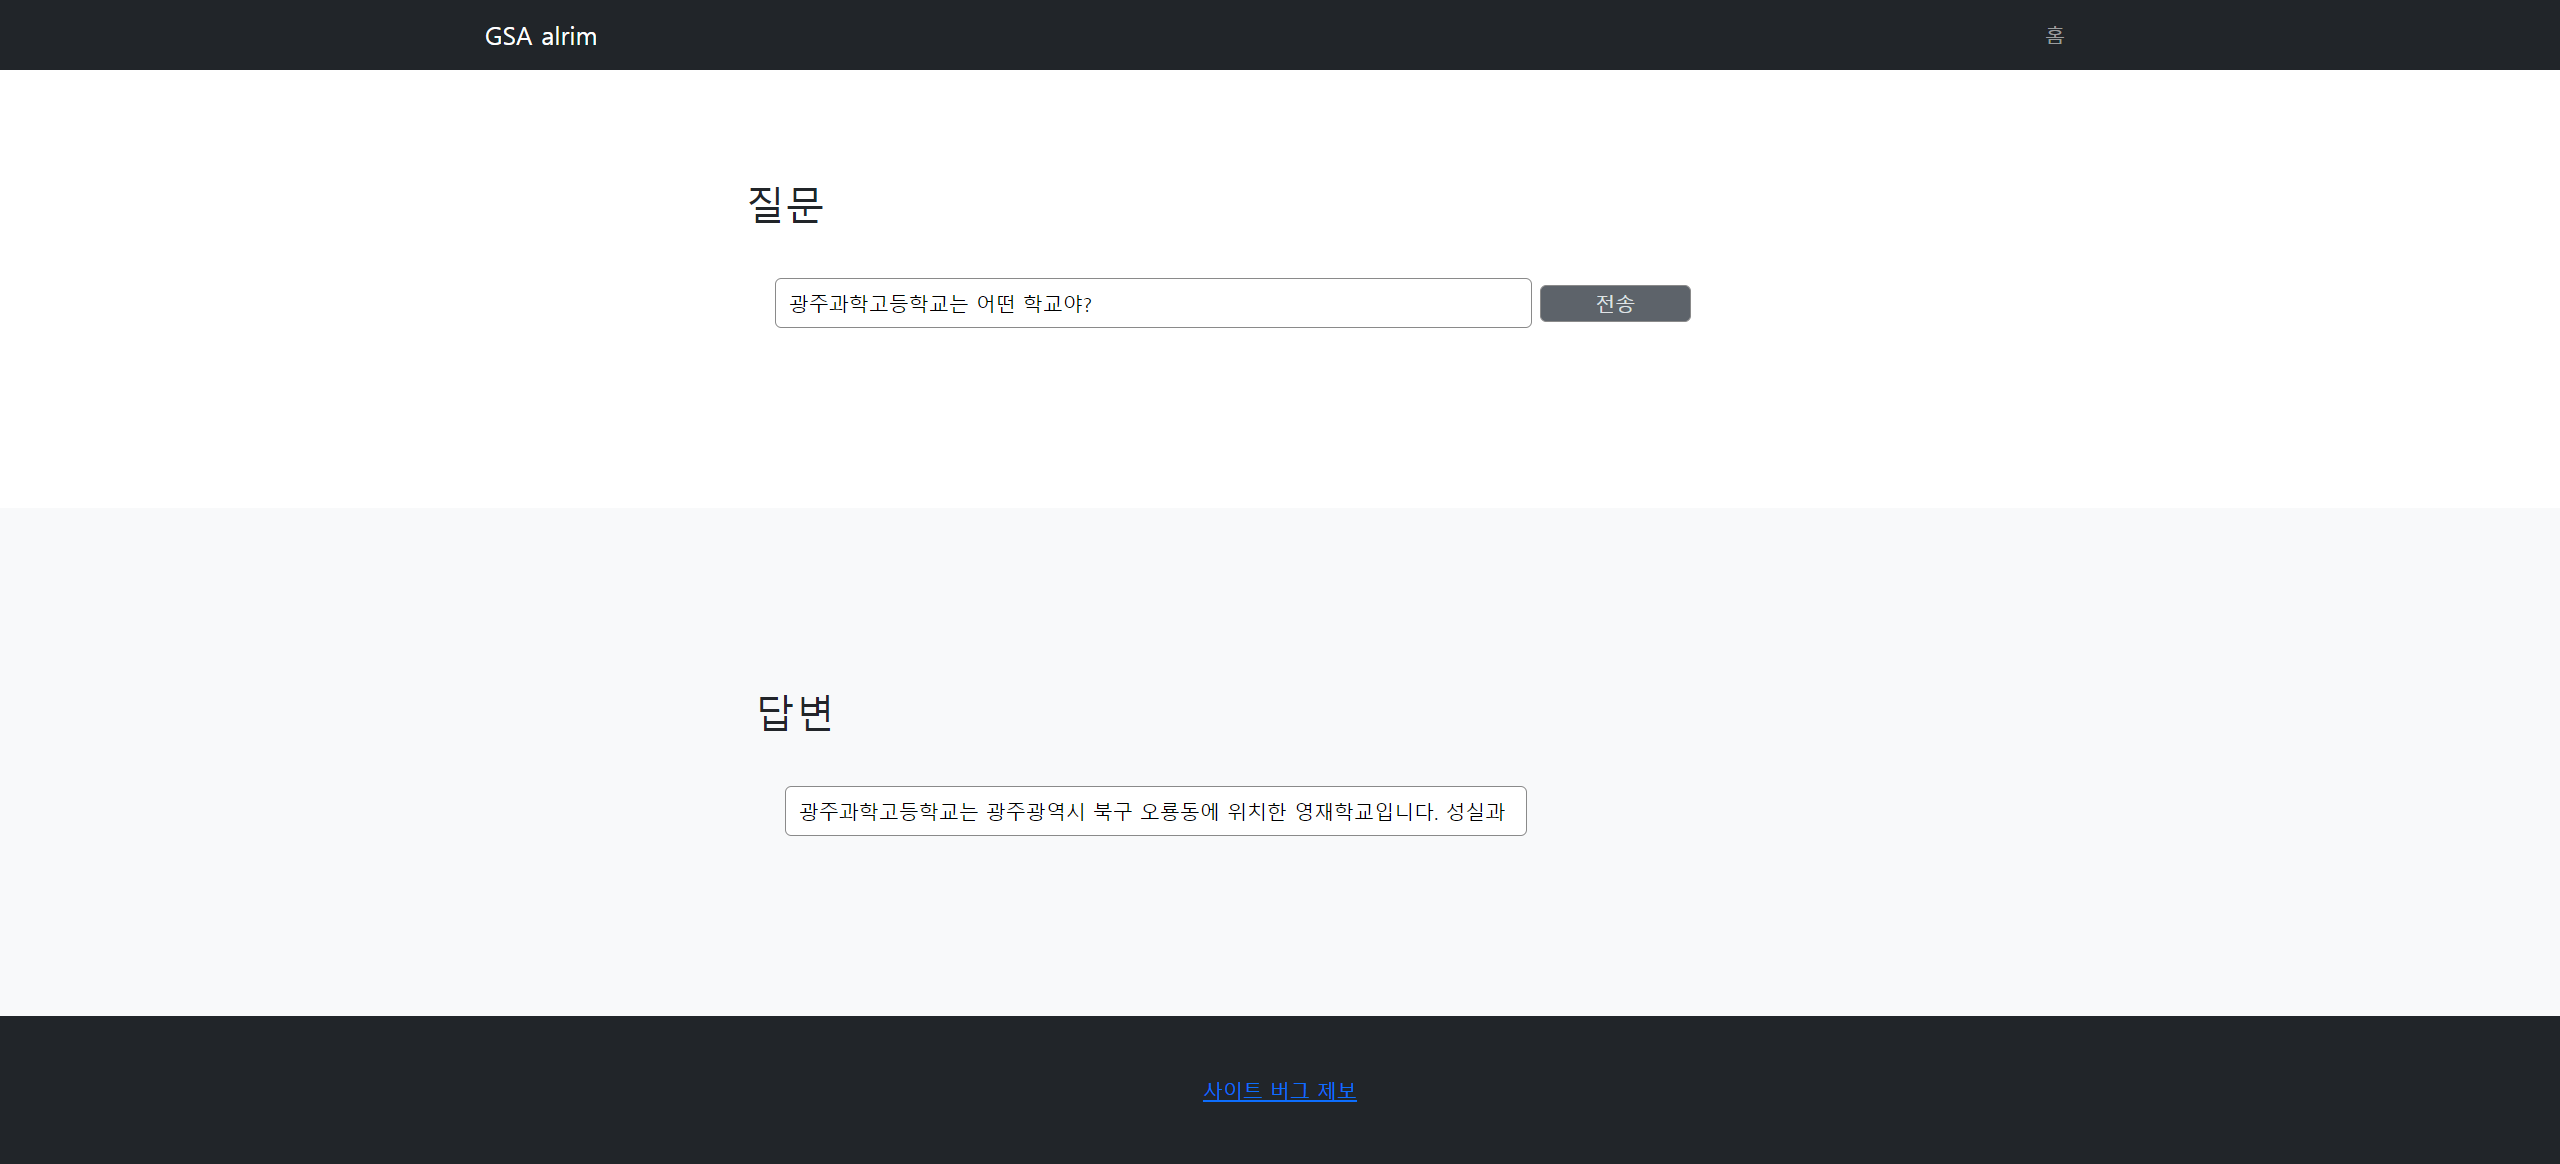 GSA alrim
홈
질문
광주과학고등학교는 어떤 학교야?
전송
답변
광주과학고등학교는 광주광역시 북구 오룡동에 위치한 영재학교입니다. 성실과
사이트 버그 제보